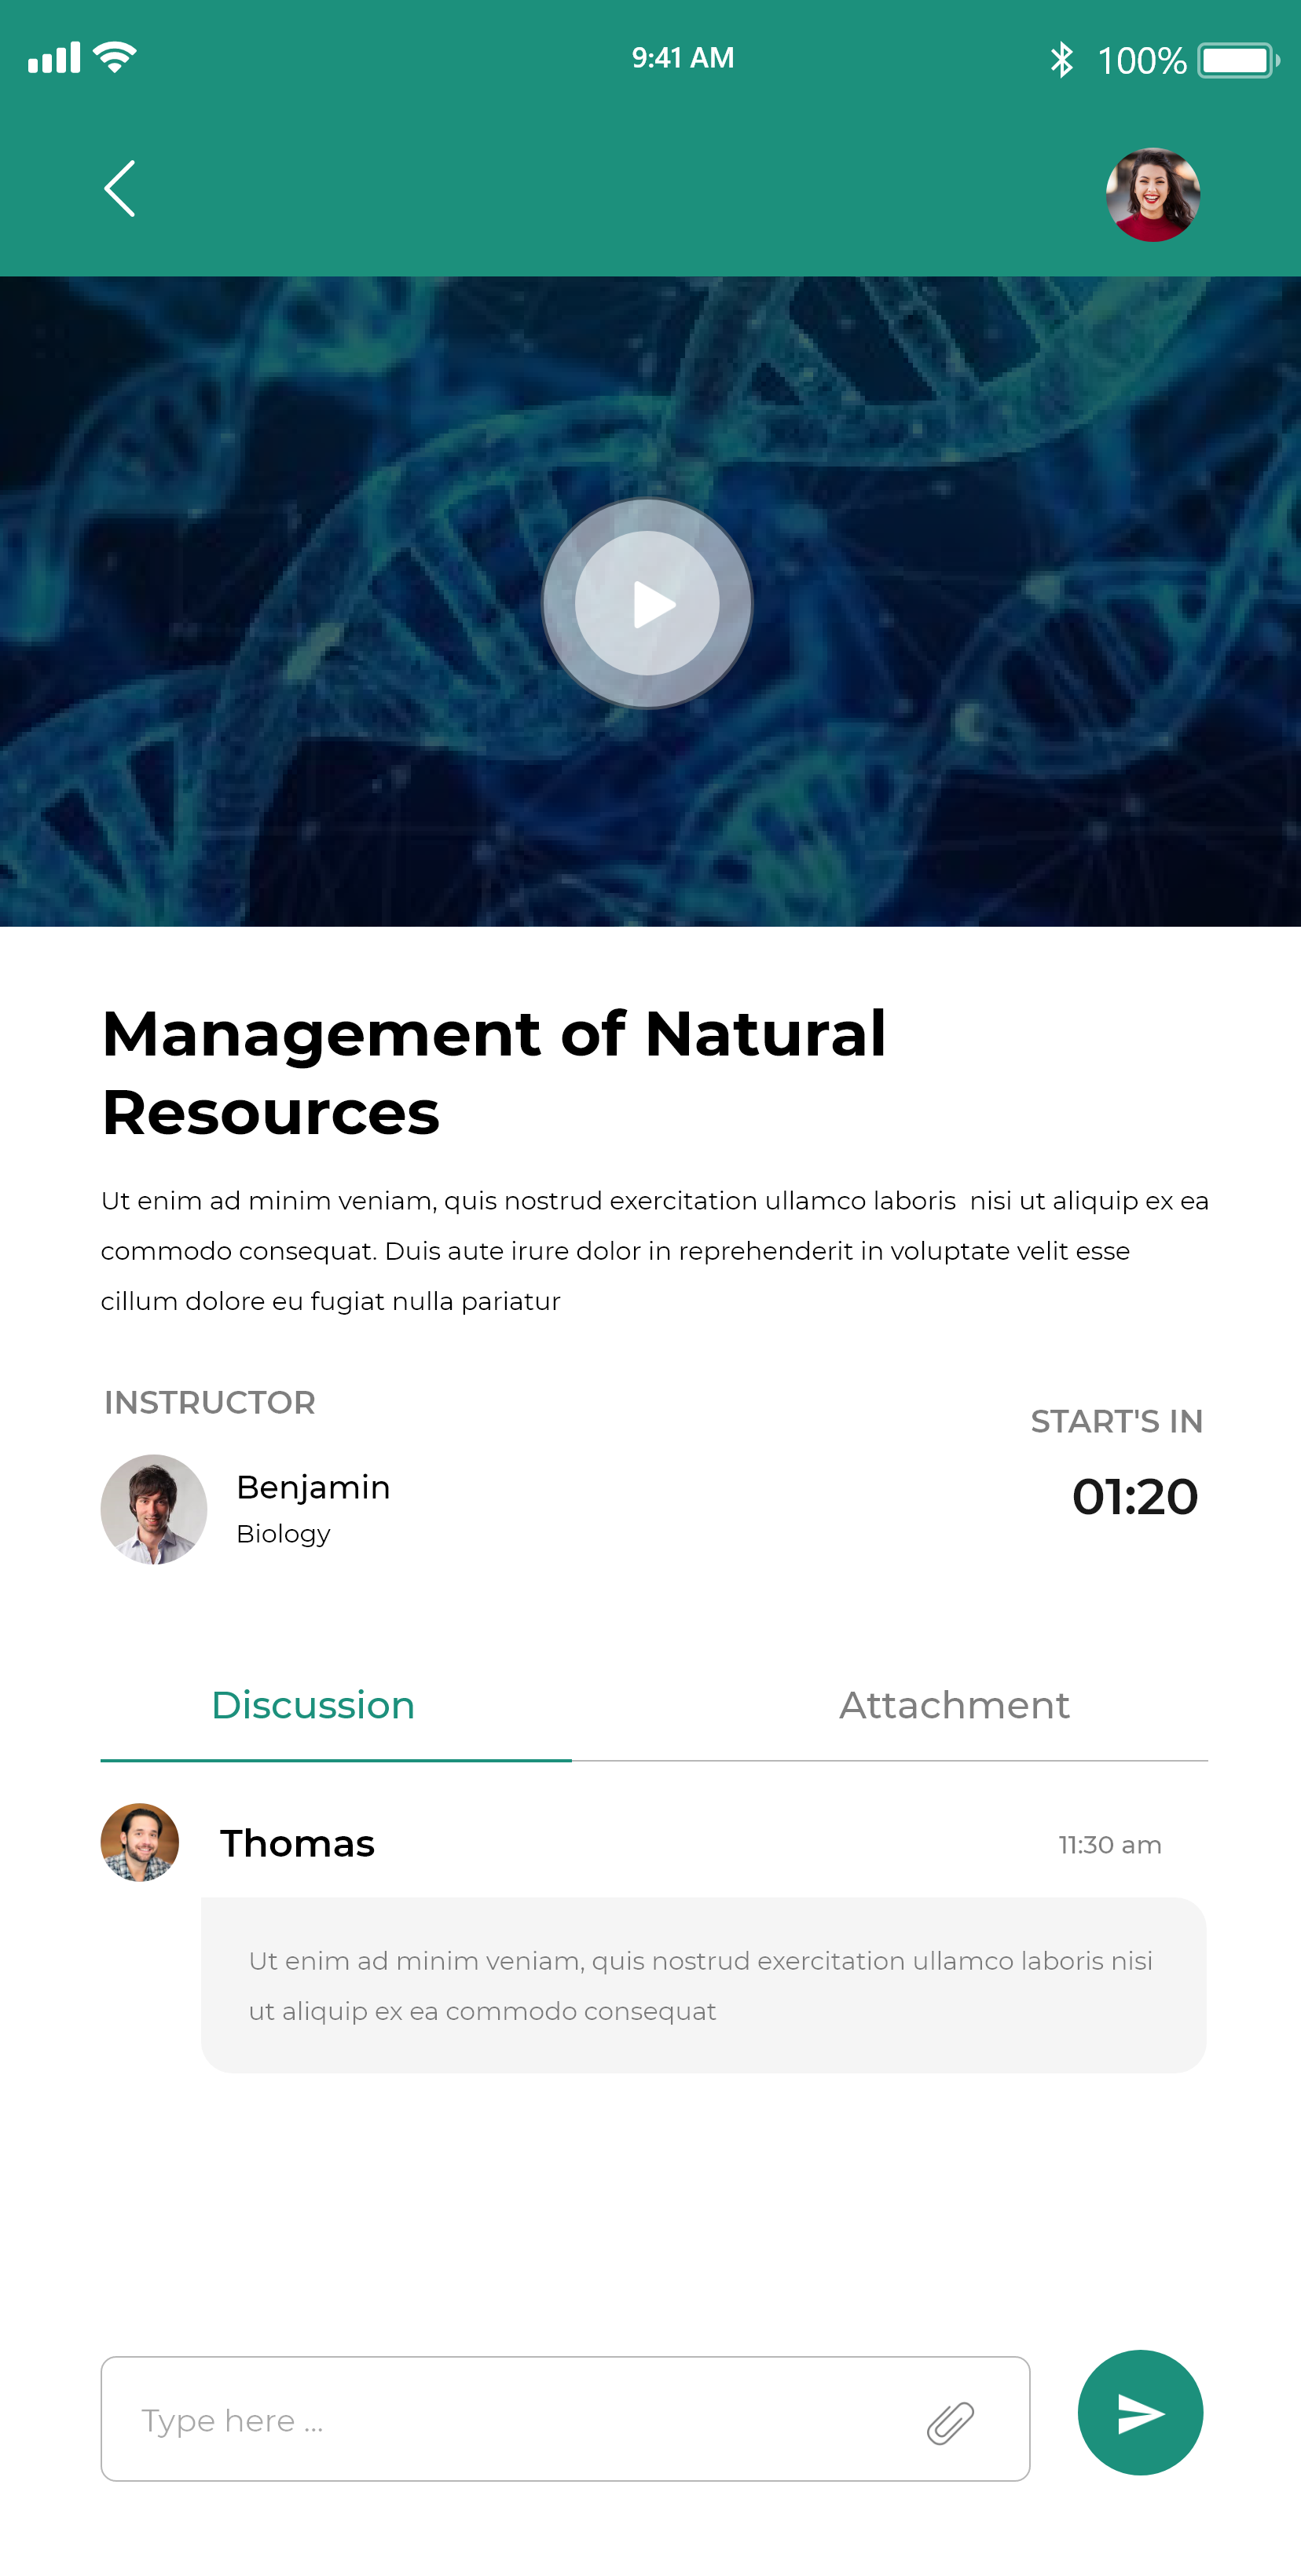 9:41 AM
100%
Management of Natural
Resources
Ut enim ad minim veniam, quis nostrud exercitation ullamco laboris  nisi ut aliquip ex ea
commodo consequat. Duis aute irure dolor in reprehenderit in voluptate velit esse
cillum dolore eu fugiat nulla pariatur
INSTRUCTOR
START'S IN
Benjamin
Biology
01:20
Discussion
Attachment
Thomas
11:30 am
Ut enim ad minim veniam, quis nostrud exercitation ullamco laboris nisi
ut aliquip ex ea commodo consequat
Type here ...